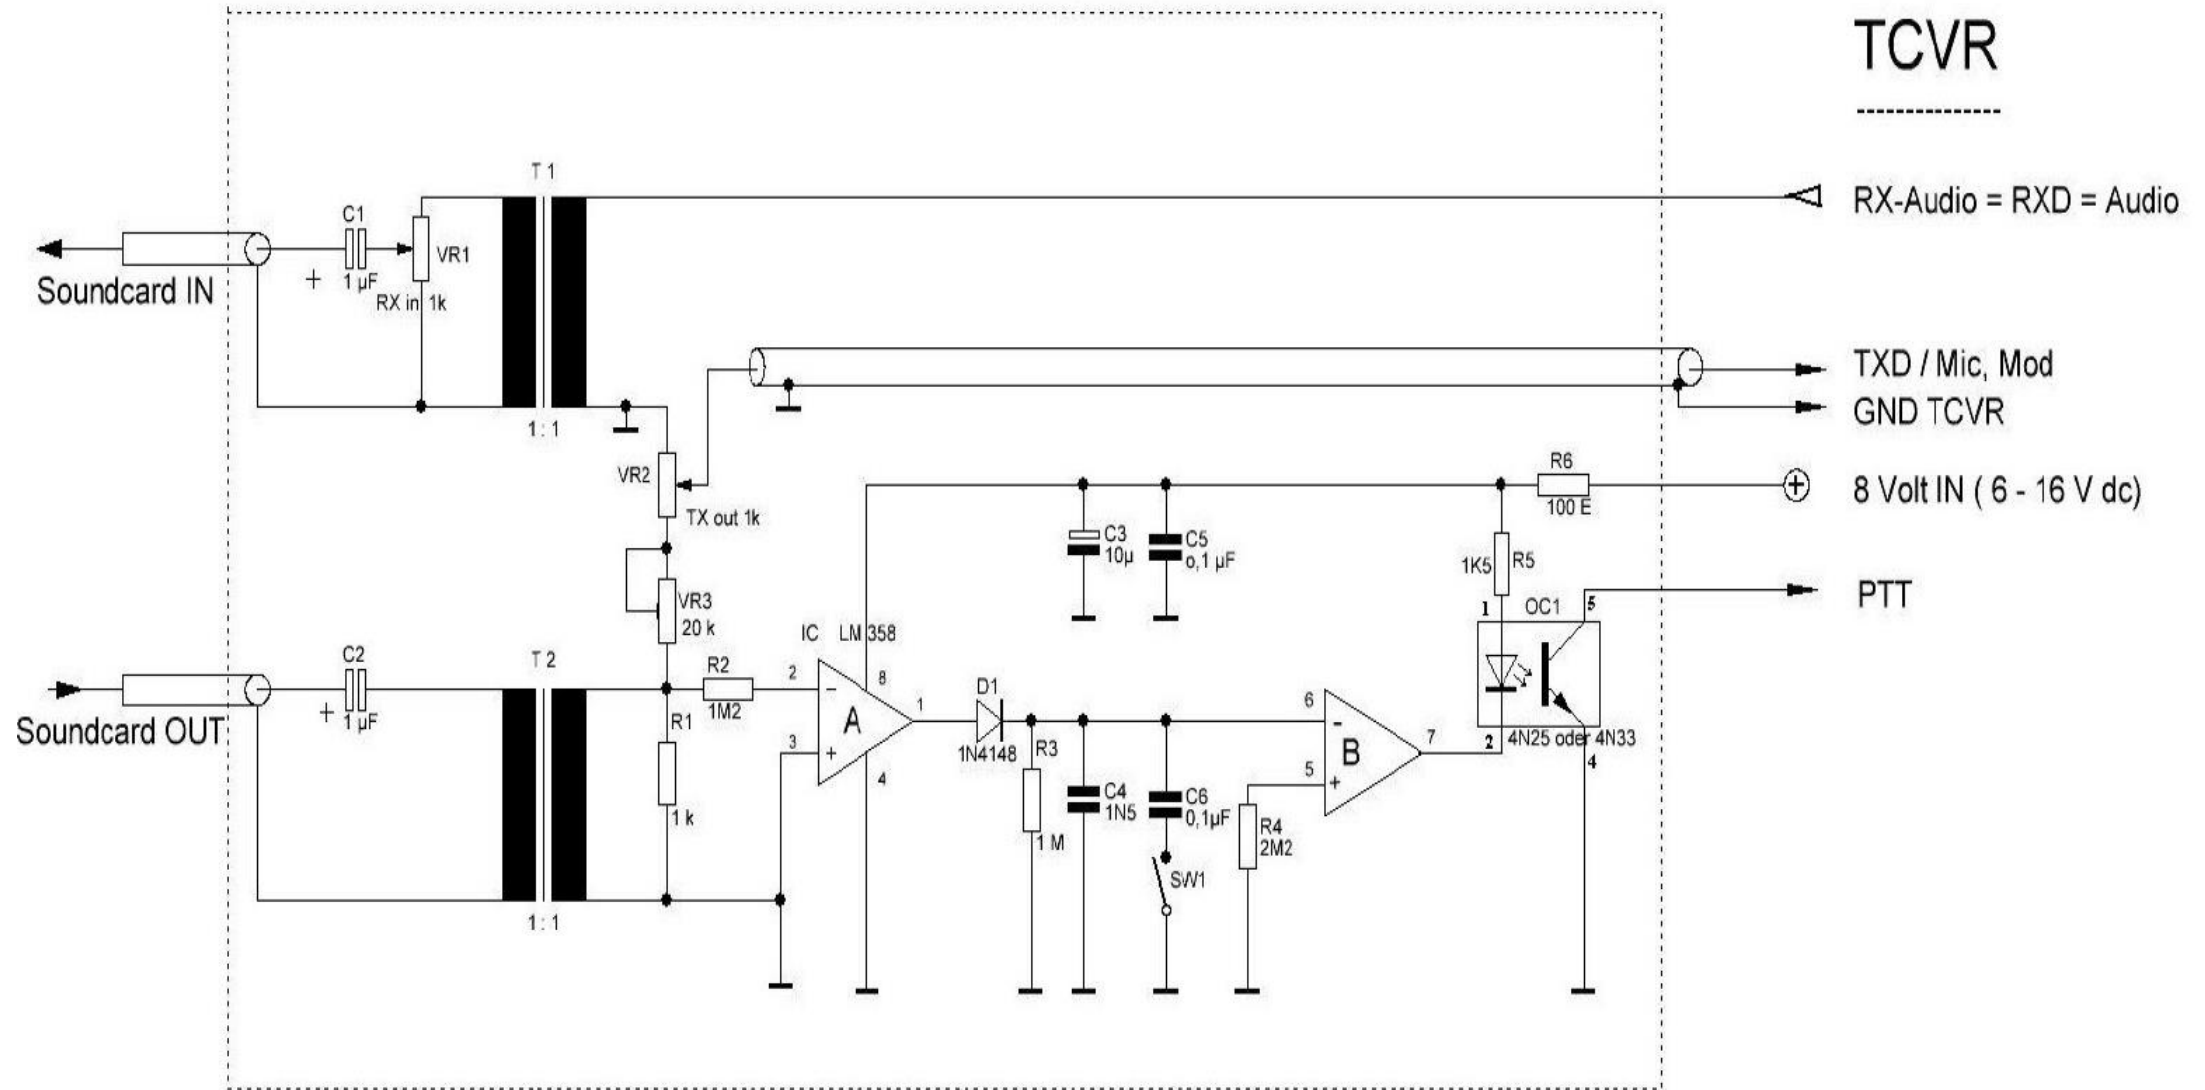 TCVR
---------------
T 1
RX-Audio = RXD = Audio
C1
+
1 µF
VR1
RX in 1k
Soundcard IN
TXD / Mic, Mod
GND TCVR
1 : 1
VR2
TX out 1k
R6
100 E
+
8 Volt IN ( 6 - 16 V dc)
C3
10µ
C5
o,1 µF
1K5
R5
PTT
1
OC1
5
VR3
20 k
IC
LM 358
C2
+
1 µF
T 2
R2
1M2
2
8
-
A
1
3
+
4
D1
1N4148
6
-
B
7
5
+
2
4N25 oder 4N33
4
Soundcard OUT
R1
1 k
R3
1 M
C4
1N5
C6
0,1µF
R4
2M2
SW1
1 : 1